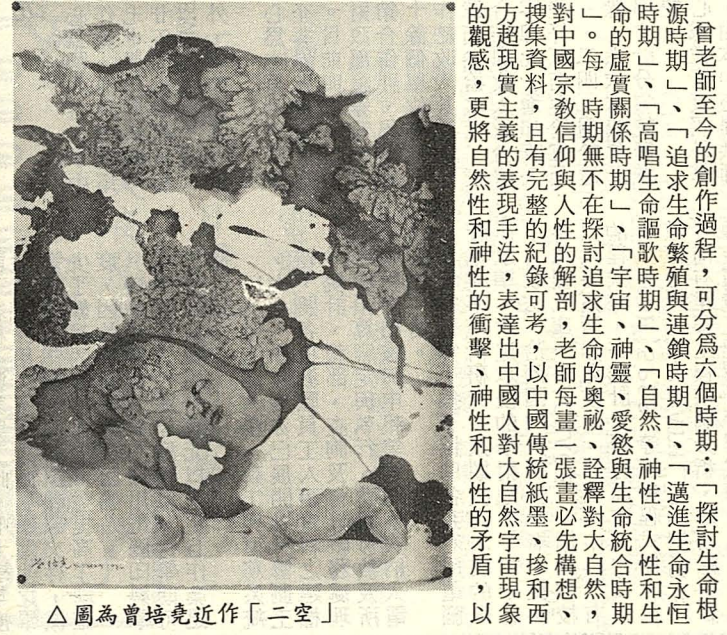 曾老師至今的創作過程，可分爲六個時期：「探討生命根
源時期」、「追求生命繁殖與連鎖時期」、「邁進生命永恒
時期」、「高唱生命謳歌時期」、「自然、神性、人性和生
命的虛實關係時期」、「宇宙、神靈、愛慾與生命統合時期
」。每一時期無不在探討追求生命的奧祕、詮釋對大自然，
對中國宗敎信仰與人性的解剖，老師每畫一張畫必先構想、
搜集資料，且有完整的紀錄可考，以中國傳統紙墨、摻和西
方超現實主義的表現手法，表達出中國人對大自然宇宙現象
的觀感，更將自然性和神性的衝擊、神性和人性的矛盾，以
△圖為曾培堯近作「二空」